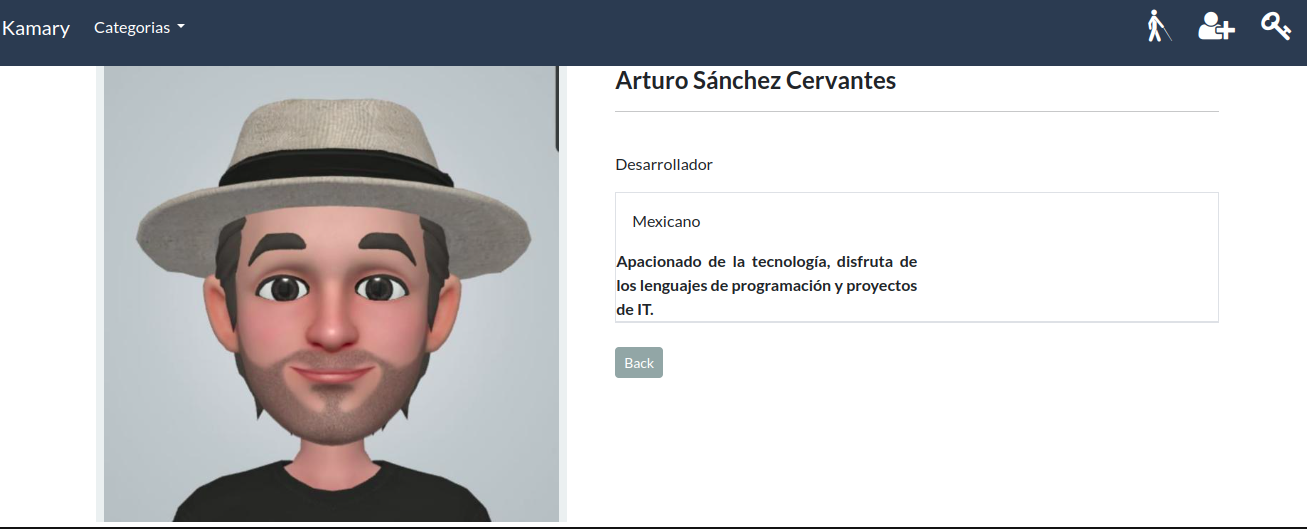 Kamary
Categorias
Arturo Sánchez Cervantes
Desarrollador
Mexicano
Apacionado de la tecnología, disfruta de
los lenguajes de programación y proyectos
de IT.
Back